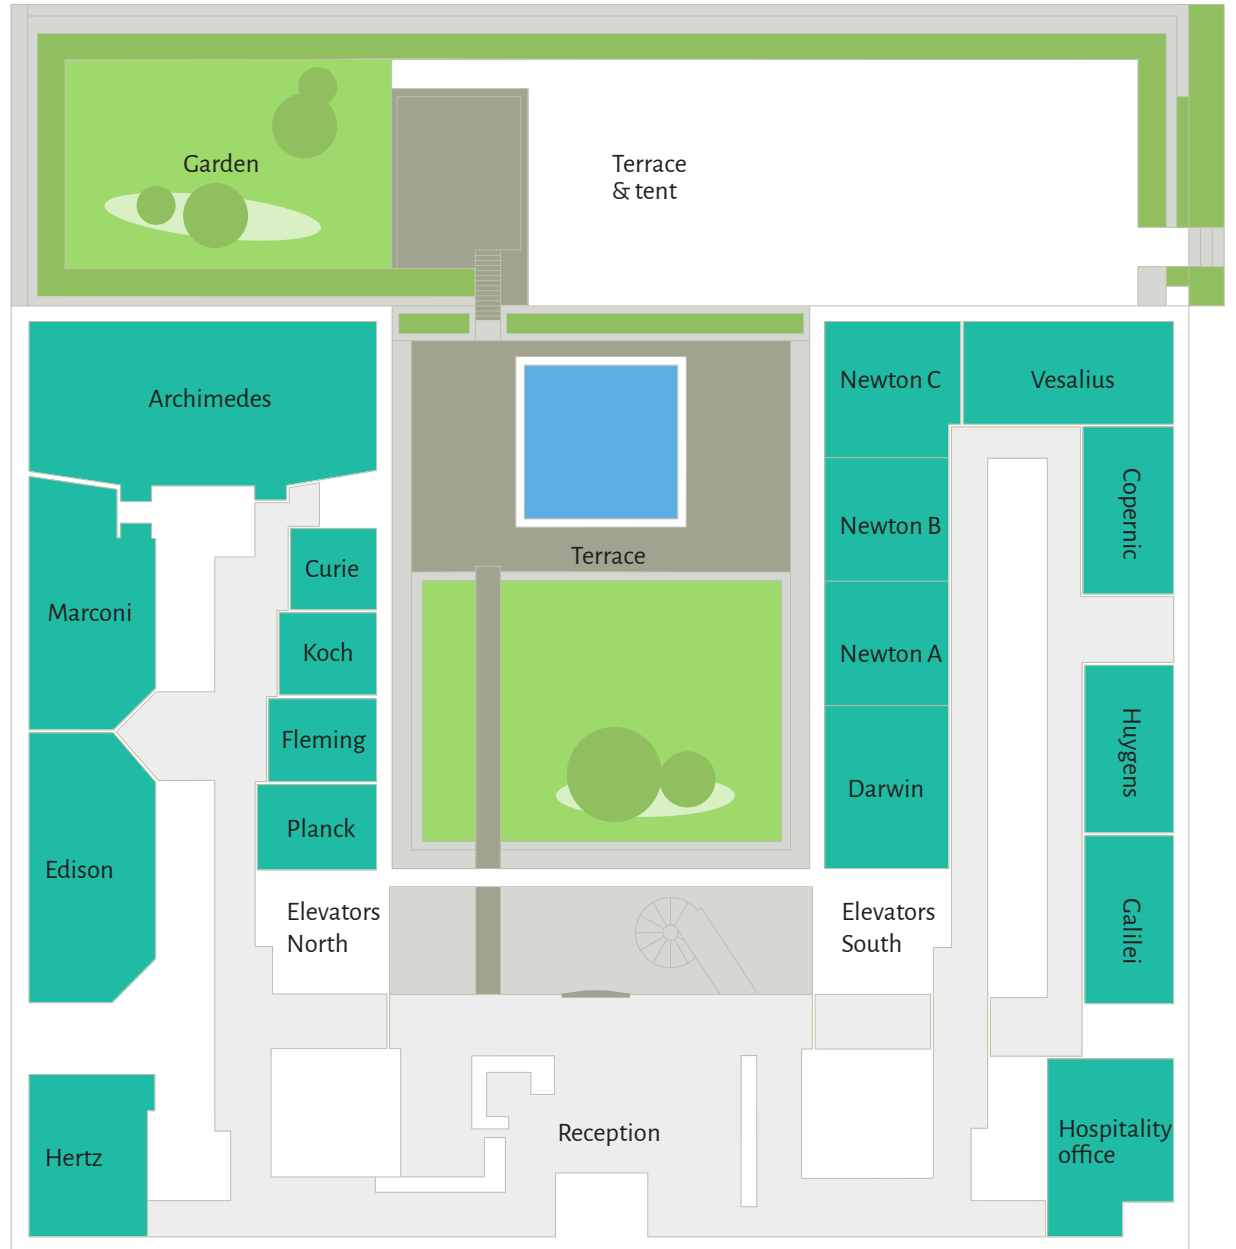 Garden
Terrace
& tent
Archimedes
Newton C
Vesalius
Copernic
Newton B
Terrace
Curie
Marconi
Koch
Newton A
Fleming
Huygens
Darwin
Planck
Edison
Elevators
North
Elevators
South
Galilei
Reception
Hospitality
office
Hertz